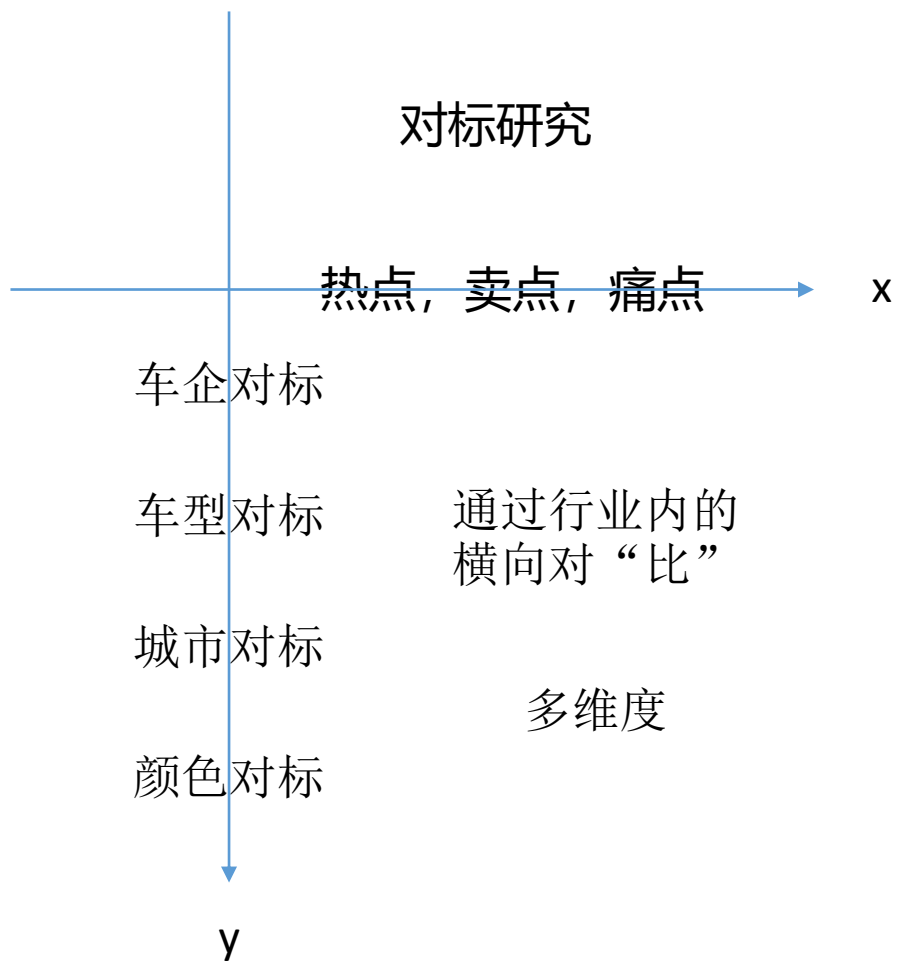 对标研究
热点，卖点，痛点
x
车企对标
车型对标
通过行业内的
横向对“比”
城市对标
多维度
颜色对标
y